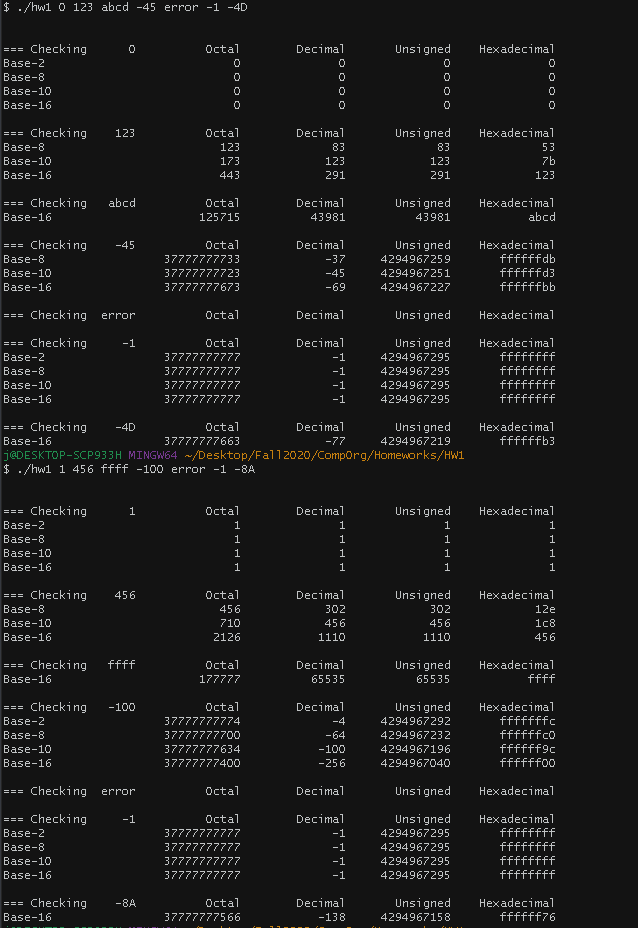 $ ./hw1 0 123 abcd -45 error -1 -4D
=== Checking 0 Octal Decimal Unsigned Hexadecimal
Base-2 0 0 0 0
Base-8 0 0 0 0
Base-10 0 0 0 0
Base-16 0 0 0 0
=== Checking 123 Octal Decimal Unsigned Hexadecimal
Base-8 123 83 83 53
Base-10 173 123 123 7b
Base-16 443 291 291 123
=== Checking abcd Octal Decimal Unsigned Hexadecimal
Base-16 125715 43981 43981 abcd
=== Checking -45 Octal Decimal Unsigned Hexadecimal
Base-8 37777777733 -37 4294967259 ffffffdb
Base-10 37777777723 -45 4294967251 ffffffd3
Base-16 37777777673 -69 4294967227 ffffffbb
=== Checking error Octal Decimal Unsigned Hexadecimal
=== Checking -1 Octal Decimal Unsigned Hexadecimal
Base-2 37777777777 -1 4294967295 ffffffff
Base-8 37777777777 -1 4294967295 ffffffff
Base-10 37777777777 -1 4294967295 ffffffff
Base-16 37777777777 -1 4294967295 ffffffff
=== Checking -4D Octal Decimal Unsigned Hexadecimal
Base-16 37777777663 -77 4294967219 ffffffb3
j@DESKTOP-SCP933H MINGW64 ~/Desktop/Fall2020/CompOrg/Homeworks/HW1
$ ./hw1 1 456 ffff -100 error -1 -8A
=== Checking 1 Octal Decimal Unsigned Hexadecimal
Base-2 1 1 1 1
Base-8 1 1 1 1
Base-10 1 1 1 1
Base-16 1 1 1 1
=== Checking 456 Octal Decimal Unsigned Hexadecimal
Base-8 456 302 302 12e
Base-10 710 456 456 1c8
Base-16 2126 1110 1110 456
=== Checking ffff Octal Decimal Unsigned Hexadecimal
Base-16 177777 65535 65535 ffff
=== Checking -100 Octal Decimal Unsigned Hexadecimal
Base-2 37777777774 -4 4294967292 fffffffc
Base-8 37777777700 -64 4294967232 ffffffc0
Base-10 37777777634 -100 4294967196 ffffff9c
Base-16 37777777400 -256 4294967040 ffffff00
=== Checking error Octal Decimal Unsigned Hexadecimal
=== Checking -1 Octal Decimal Unsigned Hexadecimal
Base-2 37777777777 -1 4294967295 ffffffff
Base-8 37777777777 -1 4294967295 ffffffff
Base-10 37777777777 -1 4294967295 ffffffff
Base-16 37777777777 -1 4294967295 ffffffff
=== Checking -8A Octal Decimal Unsigned Hexadecimal
Base-16 37777777566 -138 4294967158 ffffff76